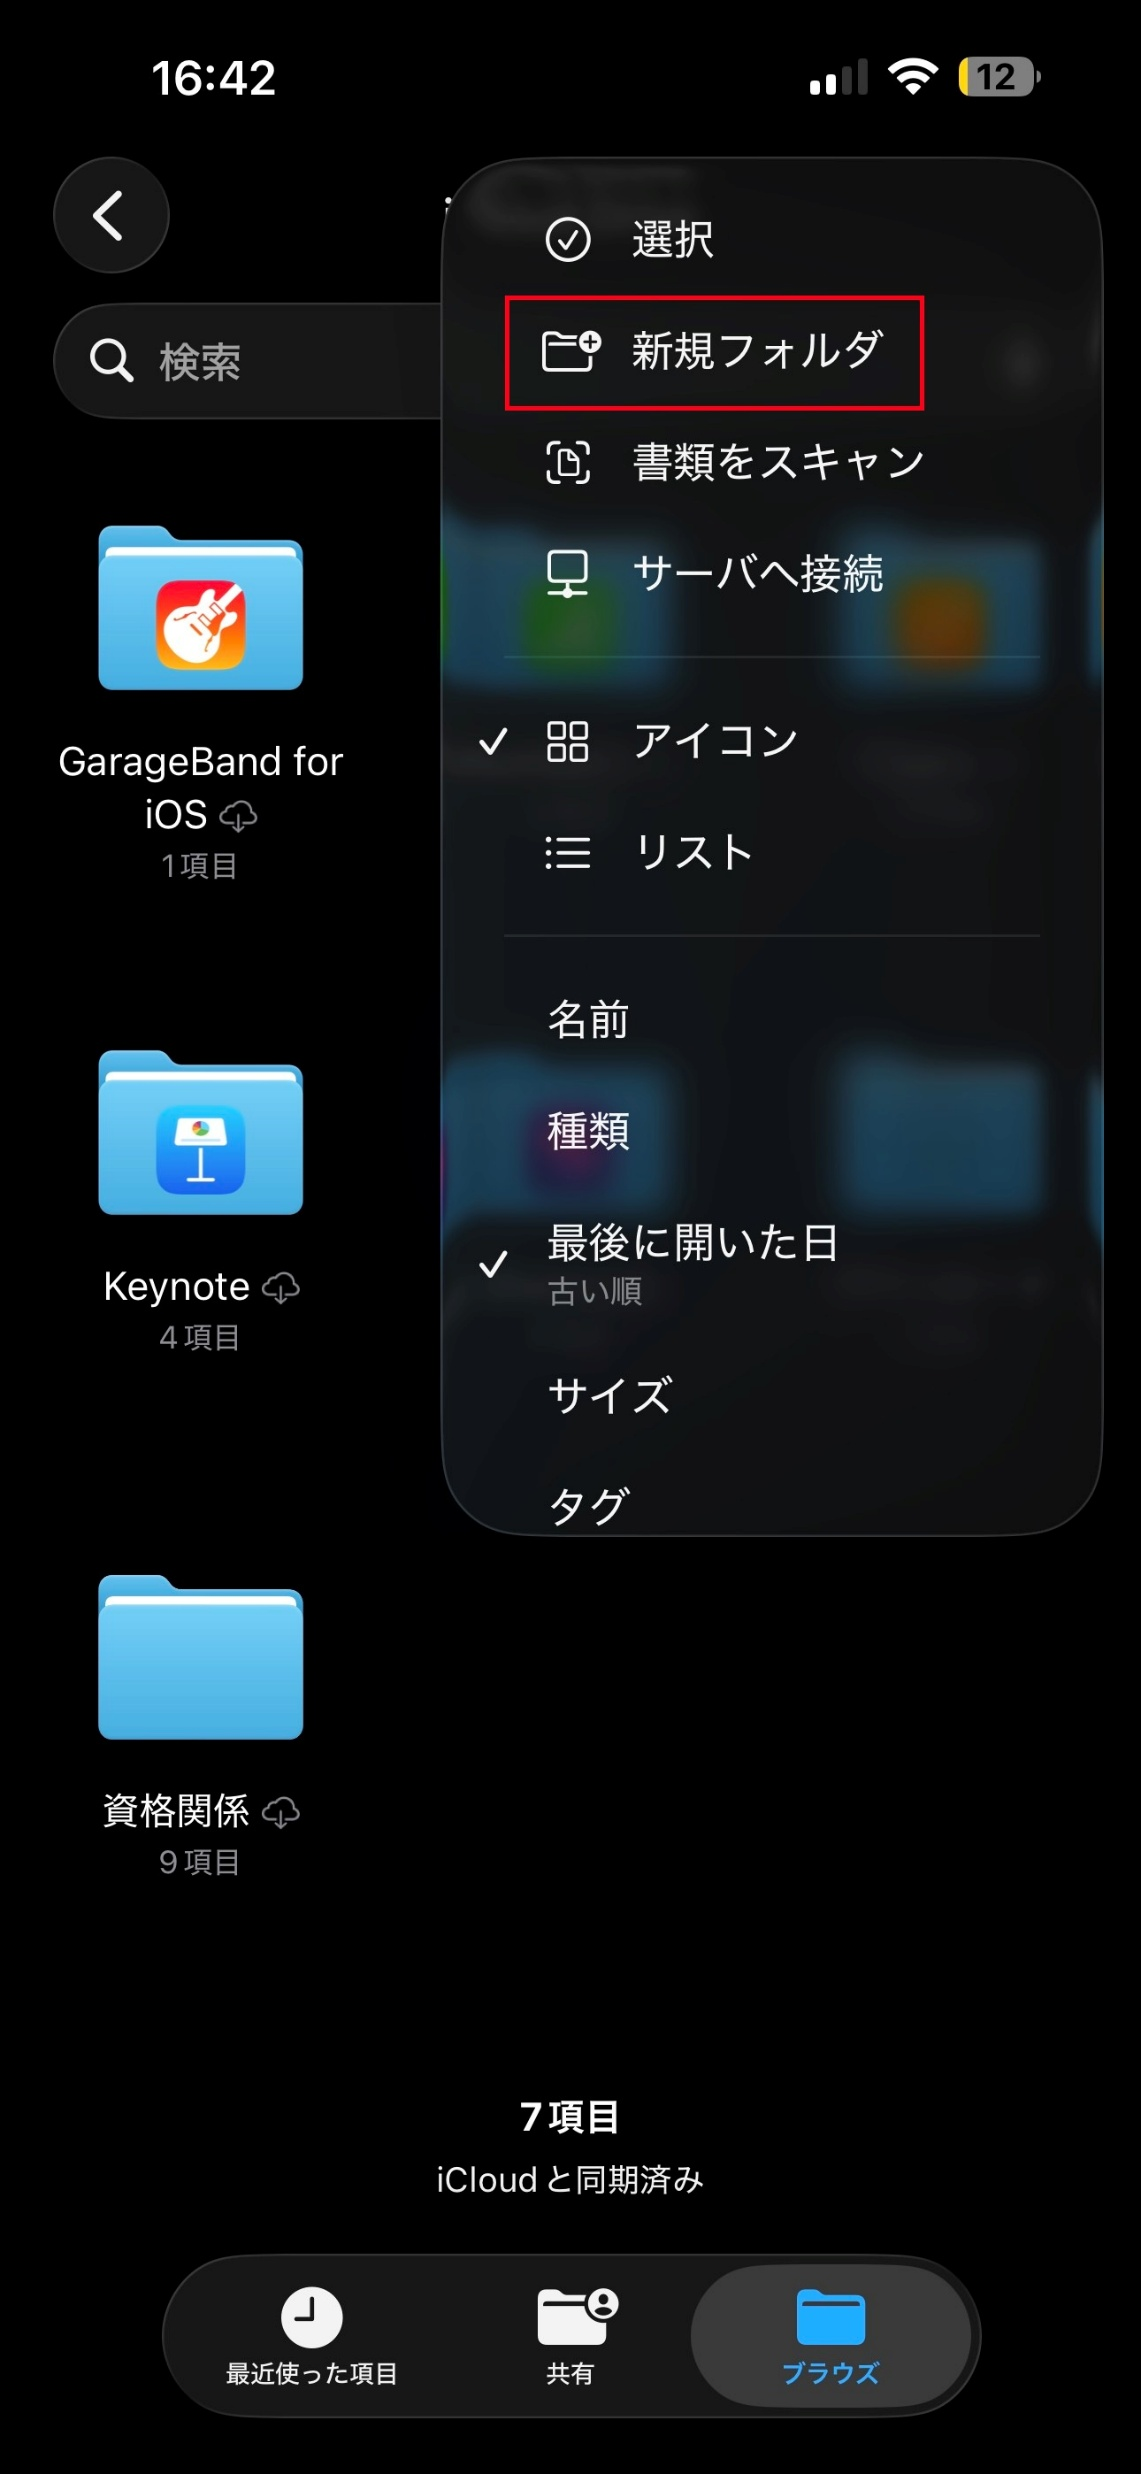 16:42
12
選択
新規フォルダ
検索
書類をスキャン
サーバへ接続
アイコン
GarageBand for
iOS
1項目
リスト
名前
種類
最後に開いた日
古い順
Keynote
4項目
サイズ
タグ
資格関係
9項目
7項目
iCloudと同期済み
最近使った項目
共有
ブラウズ